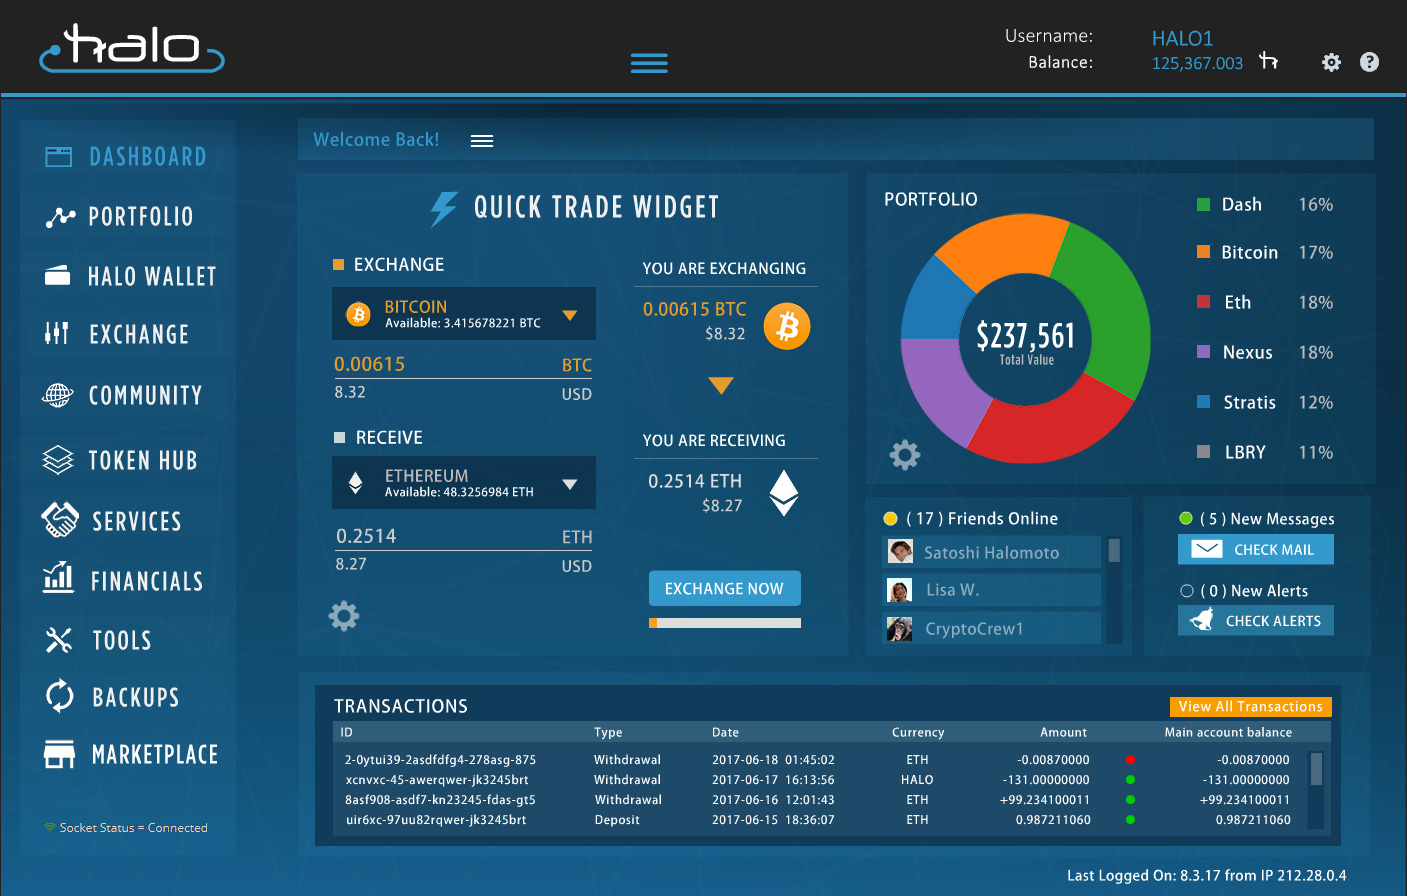 halo
Username: HALO1
Balance: 125,367.003
DASHBOARD
PORTFOLIO
HALO WALLET
EXCHANGE
COMMUNITY
TOKEN HUB
SERVICES
FINANCIALS
TOOLS
BACKUPS
MARKETPLACE
Socket Status = Connected
Welcome Back!
QUICK TRADE WIDGET
EXCHANGE
BITCOIN
Available: 3.415678221 BTC
0.00615 BTC
8.32 USD
RECEIVE
ETHEREUM
Available: 48.3256984 ETH
0.2514 ETH
8.27 USD
YOU ARE EXCHANGING
0.00615 BTC
$8.32
YOU ARE RECEIVING
0.2514 ETH
$8.27
EXCHANGE NOW
PORTFOLIO
$237,561
Total Value
Dash 16%
Bitcoin 17%
Eth 18%
Nexus 18%
Stratis 12%
LBRY 11%
( 17 ) Friends Online
Satoshi Halomoto
Lisa W.
CryptoCrew1
( 5 ) New Messages
CHECK MAIL
( 0 ) New Alerts
CHECK ALERTS
TRANSACTIONS
View All Transactions
ID Type Date Currency Amount Main account balance
2-0ytui39-2asdfdfg4-278asg-875 Withdrawal 2017-06-18 01:45:02 ETH -0.00870000 -0.00870000
xcnvxc-45-awerqwer-jk3245brt Withdrawal 2017-06-17 16:13:56 HALO -131.00000000 -131.00000000
8asf908-asdf7-kn23245-fdas-gt5 Withdrawal 2017-06-16 12:01:43 ETH +99.234100011 +99.234100011
uir6xc-97uu82rqwer-jk3245brt Deposit 2017-06-15 18:36:07 ETH 0.987211060 0.987211060
Last Logged On: 8.3.17 from IP 212.28.0.4